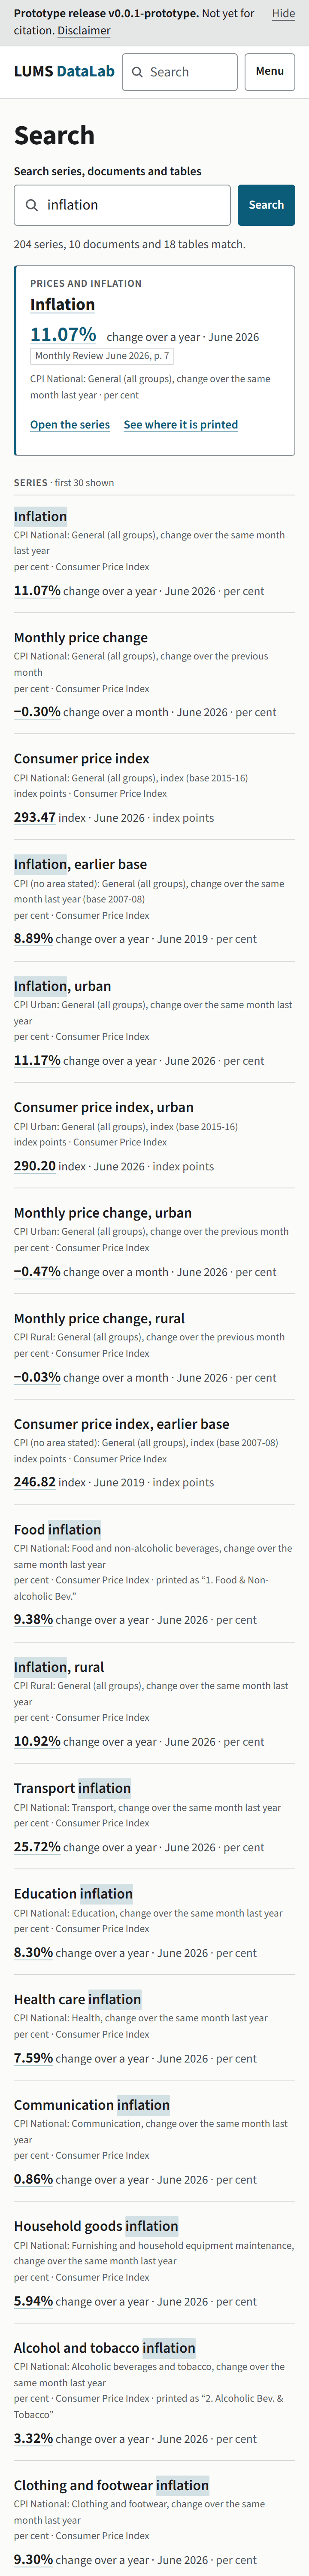 Prototype release v0.0.1-prototype. Not yet for
citation. Disclaimer
Hide
LUMS DataLab
Search
Menu
Search
Search series, documents and tables
inflation
Search
204 series, 10 documents and 18 tables match.
PRICES AND INFLATION
Inflation
11.07% change over a year · June 2026
Monthly Review June 2026, p. 7
CPI National: General (all groups), change over the same
month last year · per cent
Open the series See where it is printed
SERIES · first 30 shown
Inflation
CPI National: General (all groups), change over the same month
last year
per cent · Consumer Price Index
11.07% change over a year · June 2026 · per cent
Monthly price change
CPI National: General (all groups), change over the previous
month
per cent · Consumer Price Index
−0.30% change over a month · June 2026 · per cent
Consumer price index
CPI National: General (all groups), index (base 2015-16)
index points · Consumer Price Index
293.47 index · June 2026 · index points
Inflation, earlier base
CPI (no area stated): General (all groups), change over the same
month last year (base 2007-08)
per cent · Consumer Price Index
8.89% change over a year · June 2019 · per cent
Inflation, urban
CPI Urban: General (all groups), change over the same month last
year
per cent · Consumer Price Index
11.17% change over a year · June 2026 · per cent
Consumer price index, urban
CPI Urban: General (all groups), index (base 2015-16)
index points · Consumer Price Index
290.20 index · June 2026 · index points
Monthly price change, urban
CPI Urban: General (all groups), change over the previous month
per cent · Consumer Price Index
−0.47% change over a month · June 2026 · per cent
Monthly price change, rural
CPI Rural: General (all groups), change over the previous month
per cent · Consumer Price Index
−0.03% change over a month · June 2026 · per cent
Consumer price index, earlier base
CPI (no area stated): General (all groups), index (base 2007-08)
index points · Consumer Price Index
246.82 index · June 2019 · index points
Food inflation
CPI National: Food and non-alcoholic beverages, change over the
same month last year
per cent · Consumer Price Index · printed as “1. Food & Non-
alcoholic Bev.”
9.38% change over a year · June 2026 · per cent
Inflation, rural
CPI Rural: General (all groups), change over the same month last
year
per cent · Consumer Price Index
10.92% change over a year · June 2026 · per cent
Transport inflation
CPI National: Transport, change over the same month last year
per cent · Consumer Price Index
25.72% change over a year · June 2026 · per cent
Education inflation
CPI National: Education, change over the same month last year
per cent · Consumer Price Index
8.30% change over a year · June 2026 · per cent
Health care inflation
CPI National: Health, change over the same month last year
per cent · Consumer Price Index
7.59% change over a year · June 2026 · per cent
Communication inflation
CPI National: Communication, change over the same month last
year
per cent · Consumer Price Index
0.86% change over a year · June 2026 · per cent
Household goods inflation
CPI National: Furnishing and household equipment maintenance,
change over the same month last year
per cent · Consumer Price Index
5.94% change over a year · June 2026 · per cent
Alcohol and tobacco inflation
CPI National: Alcoholic beverages and tobacco, change over the
same month last year
per cent · Consumer Price Index · printed as “2. Alcoholic Bev. &
Tobacco”
3.32% change over a year · June 2026 · per cent
Clothing and footwear inflation
CPI National: Clothing and footwear, change over the same
month last year
per cent · Consumer Price Index
9.30% change over a year · June 2026 · per cent